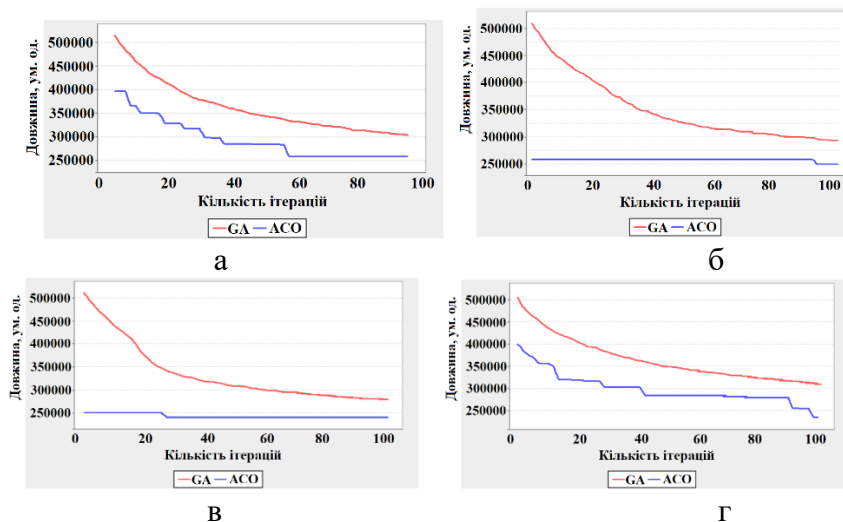 Довжина, ум. од.
500000
450000
400000
350000
300000
250000
0 20 40 60 80 100
Кількість ітерацій
GA ACO
а
Довжина, ум. од.
500000
450000
400000
350000
300000
250000
0 20 40 60 80 100
Кількість ітерацій
GA ACO
б
Довжина, ум. од.
500000
450000
400000
350000
300000
250000
0 20 40 60 80 100
Кількість ітерацій
GA ACO
в
Довжина, ум. од.
500000
450000
400000
350000
300000
250000
0 20 40 60 80 100
Кількість ітерацій
GA ACO
г